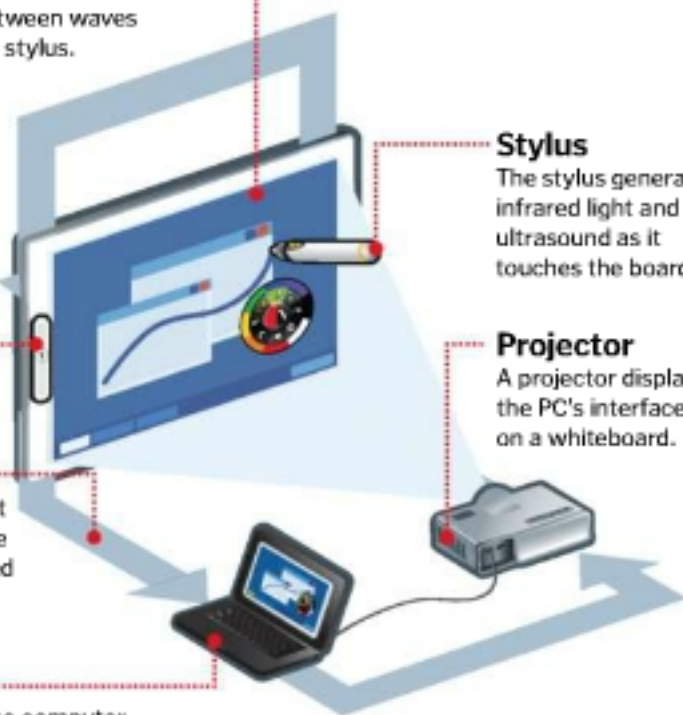 tween waves
stylus.
Stylus
The stylus genera
infrared light and
ultrasound as it
touches the board
Projector
A projector displa
the PC's interface
on a whiteboard.
t
e
d
computer